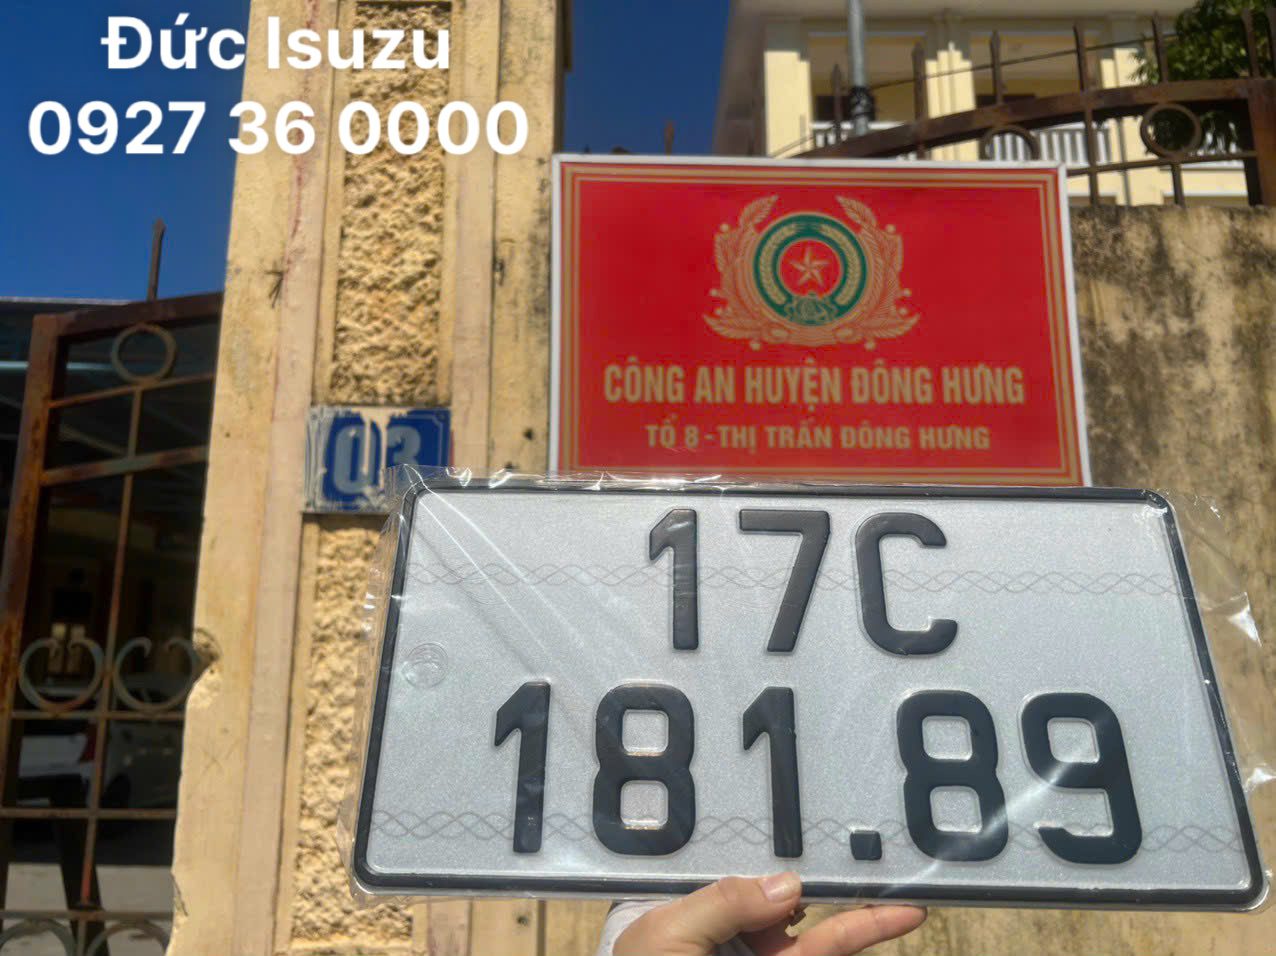 Đức Isuzu
0927 36 0000
CÔNG AN HUYỆN ĐÔNG HƯNG
TỔ 8 - THỊ TRẤN ĐÔNG HƯNG
03
17C
181.89